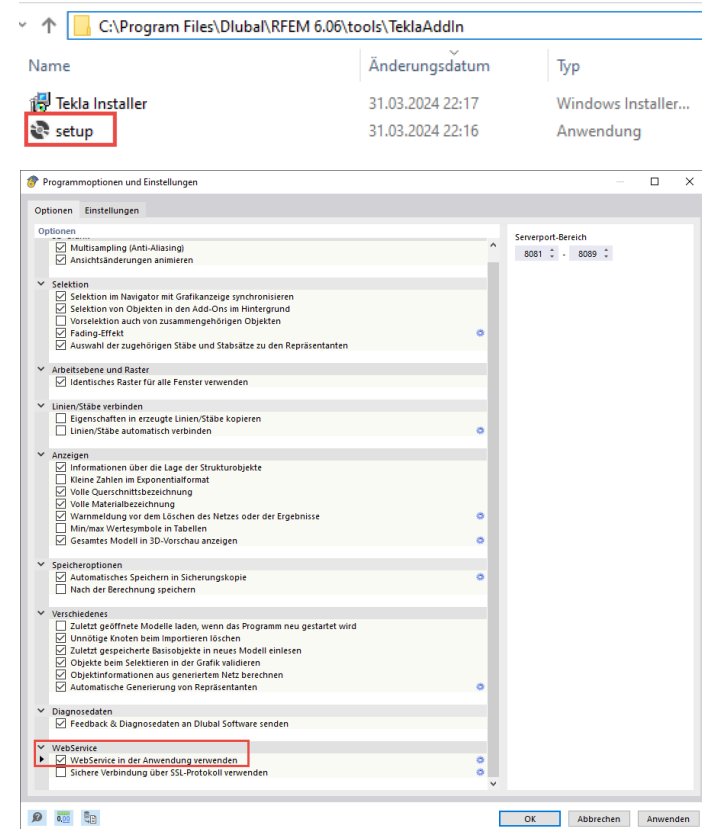 C:\Program Files\Dlubal\RFEM 6.06\tools\TeklaAddIn
Name Änderungsdatum Typ
Tekla Installer 31.03.2024 22:17 Windows Installer...
setup 31.03.2024 22:16 Anwendung
Programmoptionen und Einstellungen
Optionen Einstellungen
Optionen
Serverport-Bereich
8081 - 8089
Multisampling (Anti-Aliasing)
Ansichtsänderungen animieren
Selektion
Selektion im Navigator mit Grafikanzeige synchronisieren
Selektion von Objekten in den Add-Ons im Hintergrund
Vorselektion auch von zusammengehörigen Objekten
Fading-Effekt
Auswahl der zugehörigen Stäbe und Stabsätze zu den Repräsentanten
Arbeitsebene und Raster
Identisches Raster für alle Fenster verwenden
Linien/Stäbe verbinden
Eigenschaften in erzeugte Linien/Stäbe kopieren
Linien/Stäbe automatisch verbinden
Anzeigen
Informationen über die Lage der Strukturobjekte
Kleine Zahlen im Exponentialformat
Volle Querschnittsbezeichnung
Volle Materialbezeichnung
Warnmeldung vor dem Löschen des Netzes oder der Ergebnisse
Min/max Wertesymbole in Tabellen
Gesamtes Modell in 3D-Vorschau anzeigen
Speicheroptionen
Automatisches Speichern in Sicherungskopie
Nach der Berechnung speichern
Verschiedenes
Zuletzt geöffnete Modelle laden, wenn das Programm neu gestartet wird
Unnötige Knoten beim Importieren löschen
Zuletzt gespeicherte Basisobjekte in neues Modell einlesen
Objekte beim Selektieren in der Grafik validieren
Objektinformationen aus generiertem Netz berechnen
Automatische Generierung von Repräsentanten
Diagnosedaten
Feedback & Diagnosedaten an Dlubal Software senden
WebService
WebService in der Anwendung verwenden
Sichere Verbindung über SSL-Protokoll verwenden
OK Abbrechen Anwenden